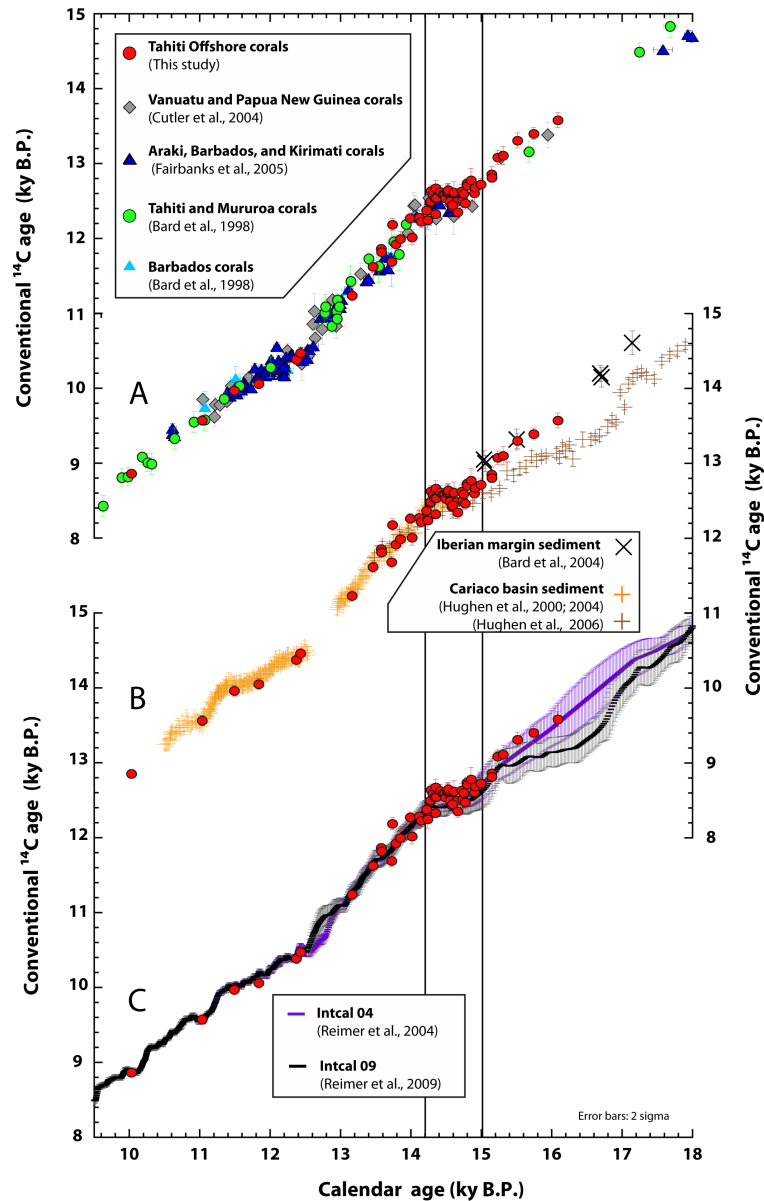 15
14
13
12
11
10
9
8
Conventional ¹⁴C age (ky B.P.)
Tahiti Offshore corals
(This study)
Vanuatu and Papua New Guinea corals
(Cutler et al., 2004)
Araki, Barbados, and Kirimati corals
(Fairbanks et al., 2005)
Tahiti and Mururoa corals
(Bard et al., 1998)
Barbados corals
(Bard et al., 1998)
A
15
14
13
12
11
10
9
8
Conventional ¹⁴C age (ky B.P.)
Iberian margin sediment
(Bard et al., 2004)
Cariaco basin sediment
(Hughen et al., 2000; 2004)
(Hughen et al., 2006)
B
15
14
13
12
11
10
9
8
Conventional ¹⁴C age (ky B.P.)
C
Intcal 04
(Reimer et al., 2004)
Intcal 09
(Reimer et al., 2009)
Error bars: 2 sigma
10 11 12 13 14 15 16 17 18
Calendar age (ky B.P.)